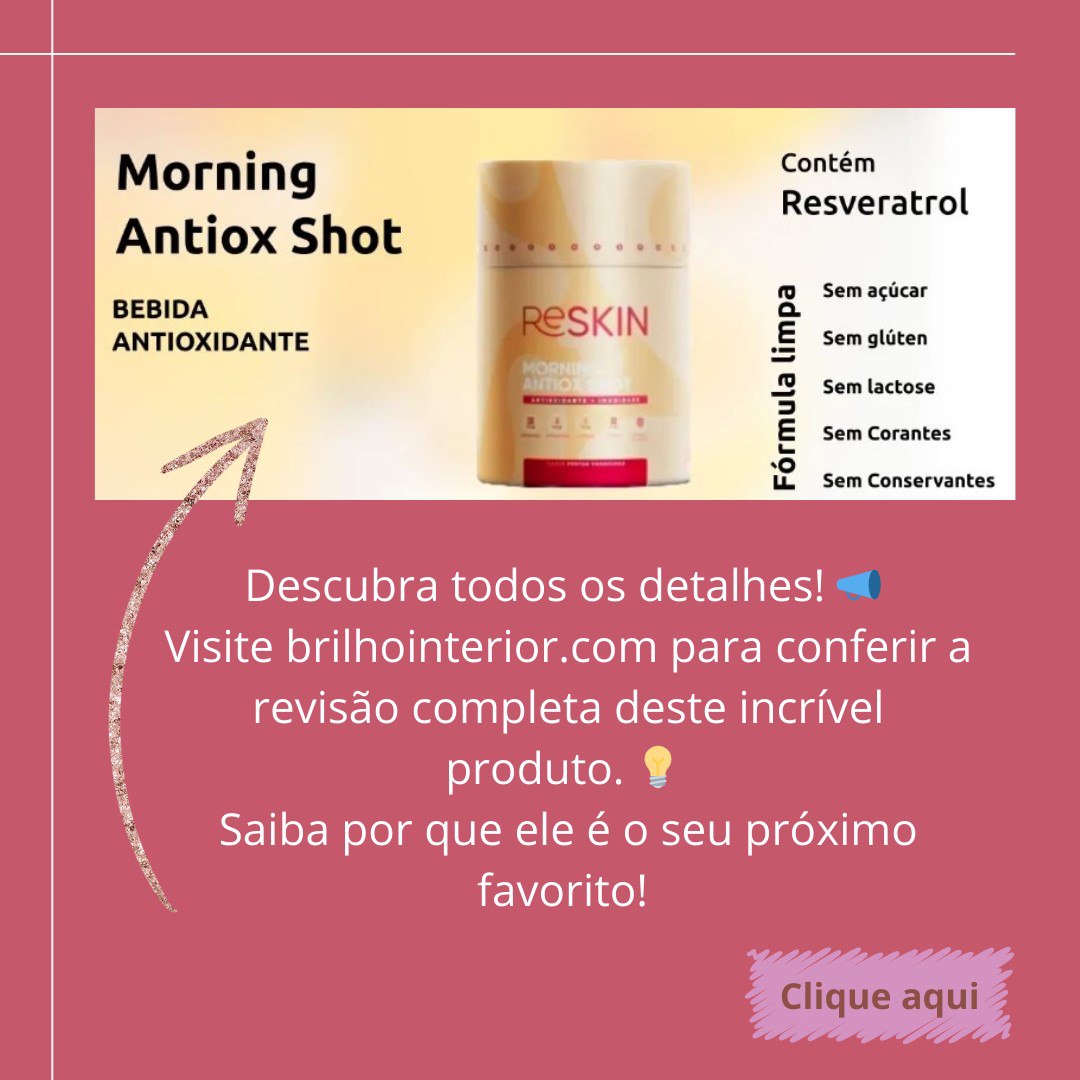 Morning
Antiox Shot
BEBIDA
ANTIOXIDANTE
RESKIN
MORNING
ANTIOX SHOT
ANTIOXIDANTE + IMUNIDADE
Contém
Resveratrol
Fórmula limpa
Sem açúcar
Sem glúten
Sem lactose
Sem Corantes
Sem Conservantes
Descubra todos os detalhes! 📣
Visite brilhointerior.com para conferir a
revisão completa deste incrível
produto. 💡
Saiba por que ele é o seu próximo
favorito!
Clique aqui